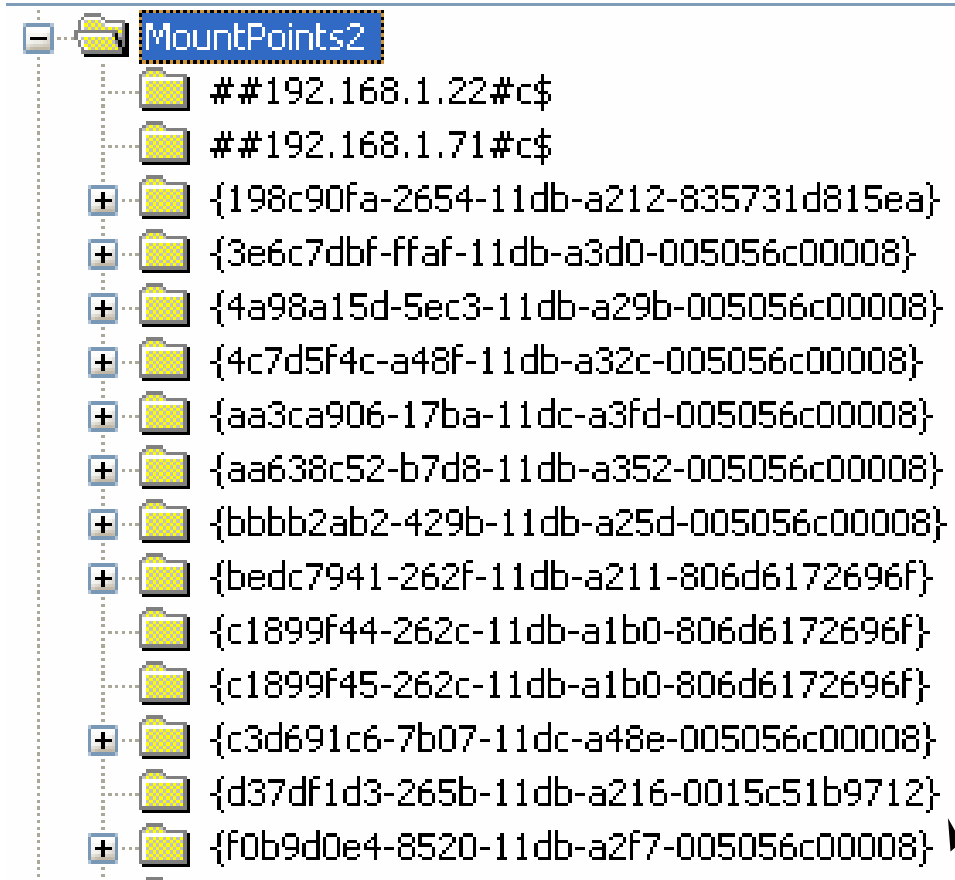 MountPoints2
##192.168.1.22#c$
##192.168.1.71#c$
{198c90fa-2654-11db-a212-835731d815ea}
{3e6c7dbf-ffaf-11db-a3d0-005056c00008}
{4a98a15d-5ec3-11db-a29b-005056c00008}
{4c7d5f4c-a48f-11db-a32c-005056c00008}
{aa3ca906-17ba-11dc-a3fd-005056c00008}
{aa638c52-b7d8-11db-a352-005056c00008}
{bbbb2ab2-429b-11db-a25d-005056c00008}
{bedc7941-262f-11db-a211-806d6172696f}
{c1899f44-262c-11db-a1b0-806d6172696f}
{c1899f45-262c-11db-a1b0-806d6172696f}
{c3d691c6-7b07-11dc-a48e-005056c00008}
{d37df1d3-265b-11db-a216-0015c51b9712}
{f0b9d0e4-8520-11db-a2f7-005056c00008}